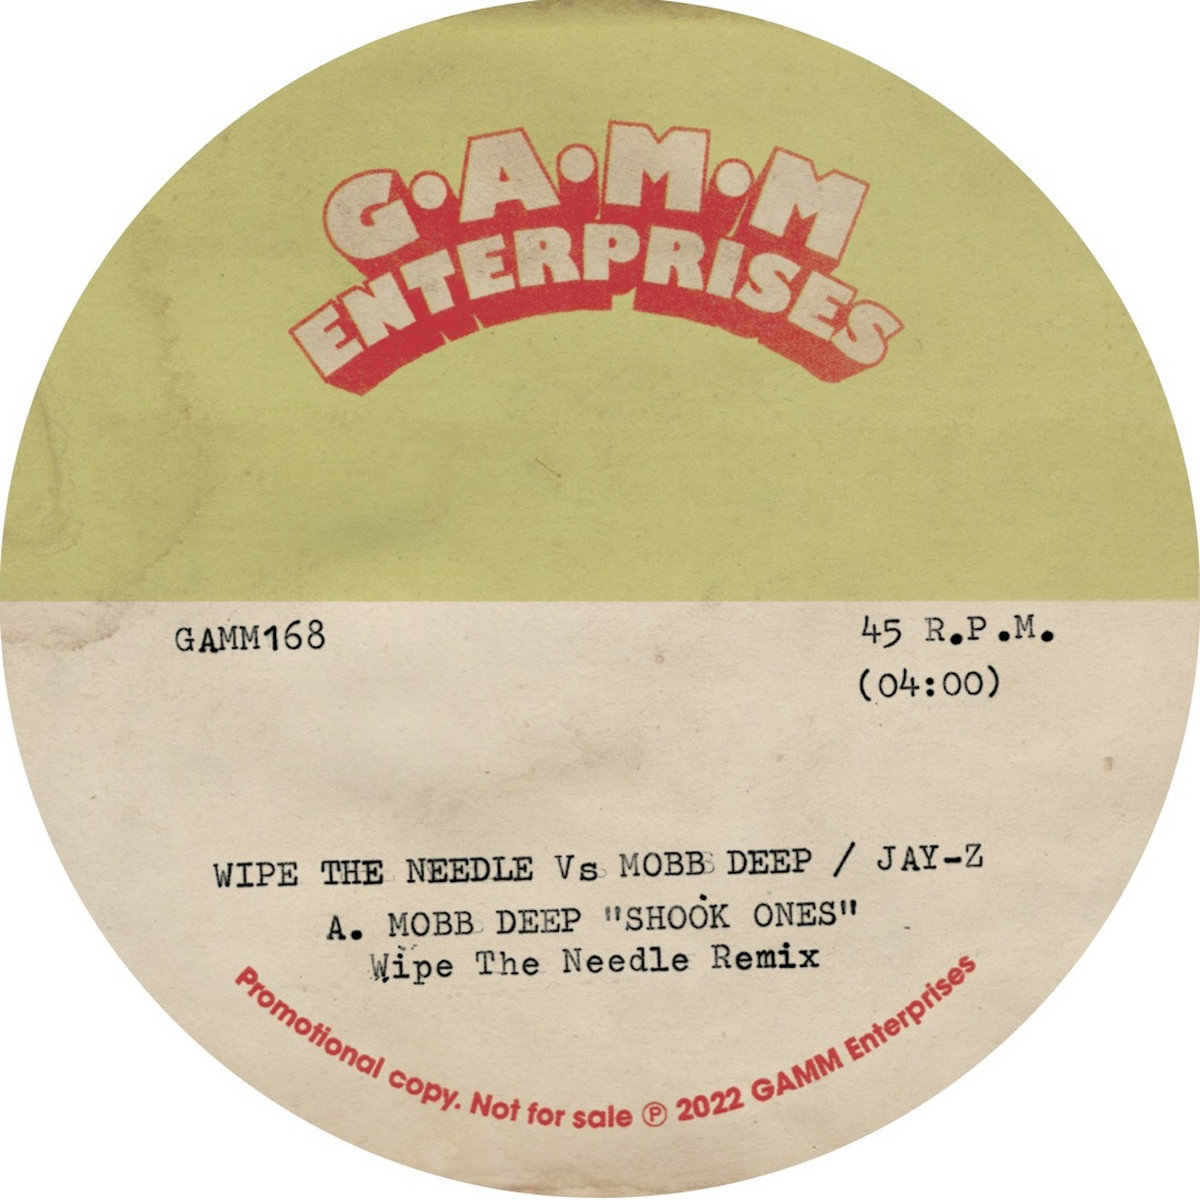 G•A•M•M
ENTERPRISES
GAMM168
45 R.P.M.
(04:00)
WIPE THE NEEDLE Vs MOBB DEEP / JAY-Z
A. MOBB DEEP "SHOOK ONES"
Wipe The Needle Remix
Promotional copy. Not for sale ℗ 2022 GAMM Enterprises